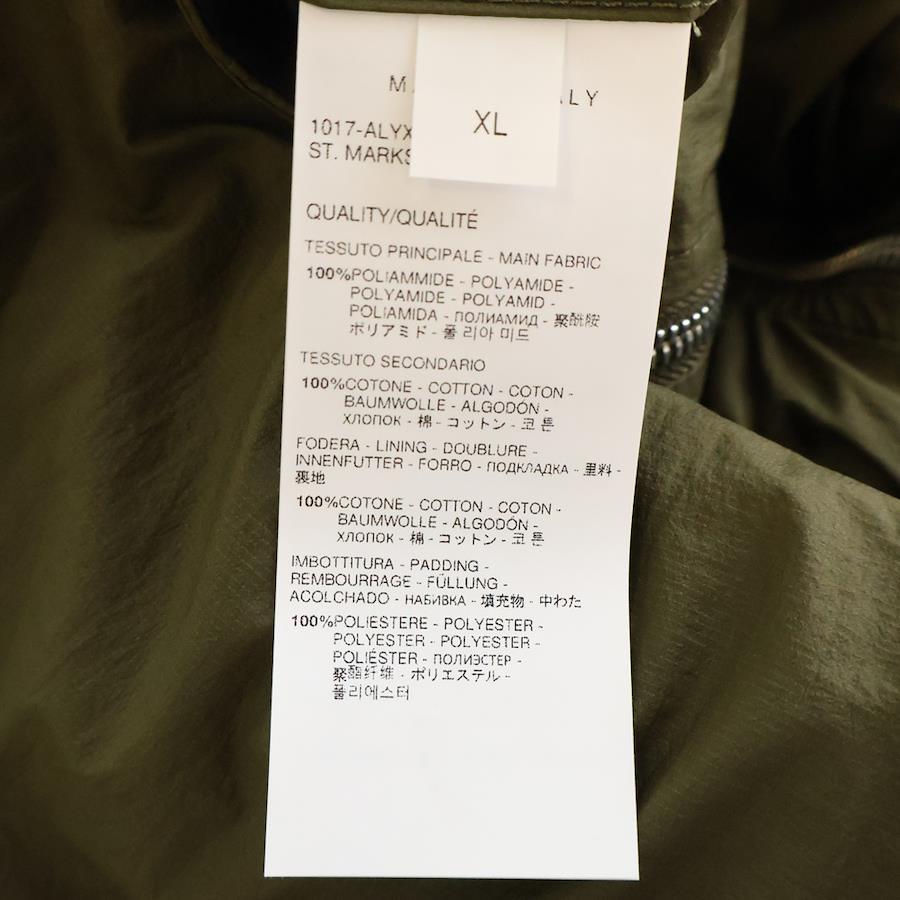 XL
1017-ALYX
ST. MARKS
QUALITY/QUALITÉ
TESSUTO PRINCIPALE - MAIN FABRIC
100%POLIAMMIDE - POLYAMIDE -
POLYAMIDE - POLYAMID -
POLIAMIDA - ПОЛИАМИД - 聚酰胺
ポリアミド - 폴리아미드
TESSUTO SECONDARIO
100%COTONE - COTTON - COTON -
BAUMWOLLE - ALGODÓN -
ХЛОПОК - 棉 - コットン - 코튼
FODERA - LINING - DOUBLURE -
INNENFUTTER - FORRO - ПОДКЛАДКА - 里料 -
裏地
100%COTONE - COTTON - COTON -
BAUMWOLLE - ALGODÓN -
ХЛОПОК - 棉 - コットン - 코튼
IMBOTTITURA - PADDING -
REMBOURRAGE - FÜLLUNG -
ACOLCHADO - НАБИВКА - 填充物 - 中わた
100%POLIESTERE - POLYESTER -
POLYESTER - POLYESTER -
POLIÉSTER - ПОЛИЭСТЕР -
聚酯纤维 - ポリエステル -
폴리에스터